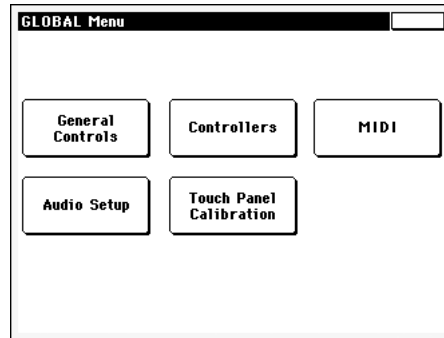 GLOBAL Menu
General
Controls
Controllers
MIDI
Audio Setup
Touch Panel
Calibration